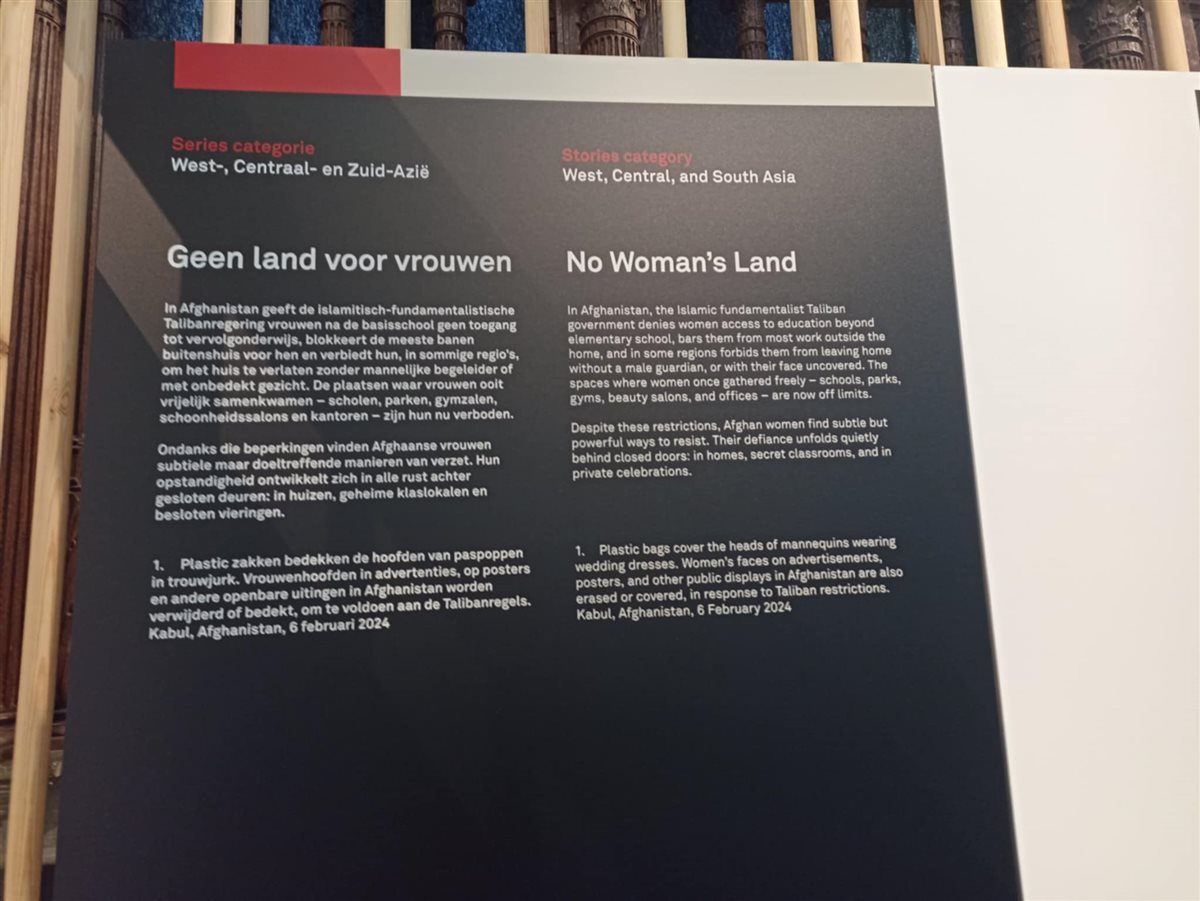 Series categorie
West-, Centraal- en Zuid-Azië
Geen land voor vrouwen
In Afghanistan geeft de islamitisch-fundamentalistische
Talibanregering vrouwen na de basisschool geen toegang
tot vervolgonderwijs, blokkeert de meeste banen
buitenshuis voor hen en verbiedt hun, in sommige regio's,
om het huis te verlaten zonder mannelijke begeleider of
met onbedekt gezicht. De plaatsen waar vrouwen ooit
vrijelijk samenkwamen – scholen, parken, gymzalen,
schoonheidssalons en kantoren – zijn hun nu verboden.
Ondanks die beperkingen vinden Afghaanse vrouwen
subtiele maar doeltreffende manieren van verzet. Hun
opstandigheid ontwikkelt zich in alle rust achter
gesloten deuren: in huizen, geheime klaslokalen en
besloten vieringen.
1. Plastic zakken bedekken de hoofden van paspoppen
in trouwjurk. Vrouwenhoofden in advertenties, op posters
en andere openbare uitingen in Afghanistan worden
verwijderd of bedekt, om te voldoen aan de Talibanregels.
Kabul, Afghanistan, 6 februari 2024
Stories category
West, Central, and South Asia
No Woman's Land
In Afghanistan, the Islamic fundamentalist Taliban
government denies women access to education beyond
elementary school, bars them from most work outside the
home, and in some regions forbids them from leaving home
without a male guardian, or with their face uncovered. The
spaces where women once gathered freely – schools, parks,
gyms, beauty salons, and offices – are now off limits.
Despite these restrictions, Afghan women find subtle but
powerful ways to resist. Their defiance unfolds quietly
behind closed doors: in homes, secret classrooms, and in
private celebrations.
1. Plastic bags cover the heads of mannequins wearing
wedding dresses. Women's faces on advertisements,
posters, and other public displays in Afghanistan are also
erased or covered, in response to Taliban restrictions.
Kabul, Afghanistan, 6 February 2024